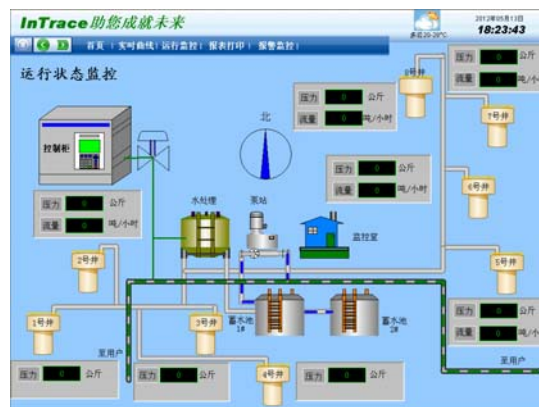 InTrace助您成就未来
多云20-29°C
2012年05月13日
18:23:43
首页 | 实时曲线| 运行监控| 报表打印| 报警监控|
运行状态监控
控制柜
北
8号井
压力 0 公斤
流量 0 吨/小时
压力 0 公斤
流量 0 吨/小时
7号井
压力 0 公斤
流量 0 吨/小时
6号井
压力 0 公斤
流量 0 吨/小时
水处理
泵站
监控室
2号井
5号井
1号井
3号井
蓄水池
1#
蓄水池
2#
压力 0 公斤
流量 0 吨/小
至用户
至用户
压力 0 公斤
压力 0 公斤
4号井
压力 0 公斤